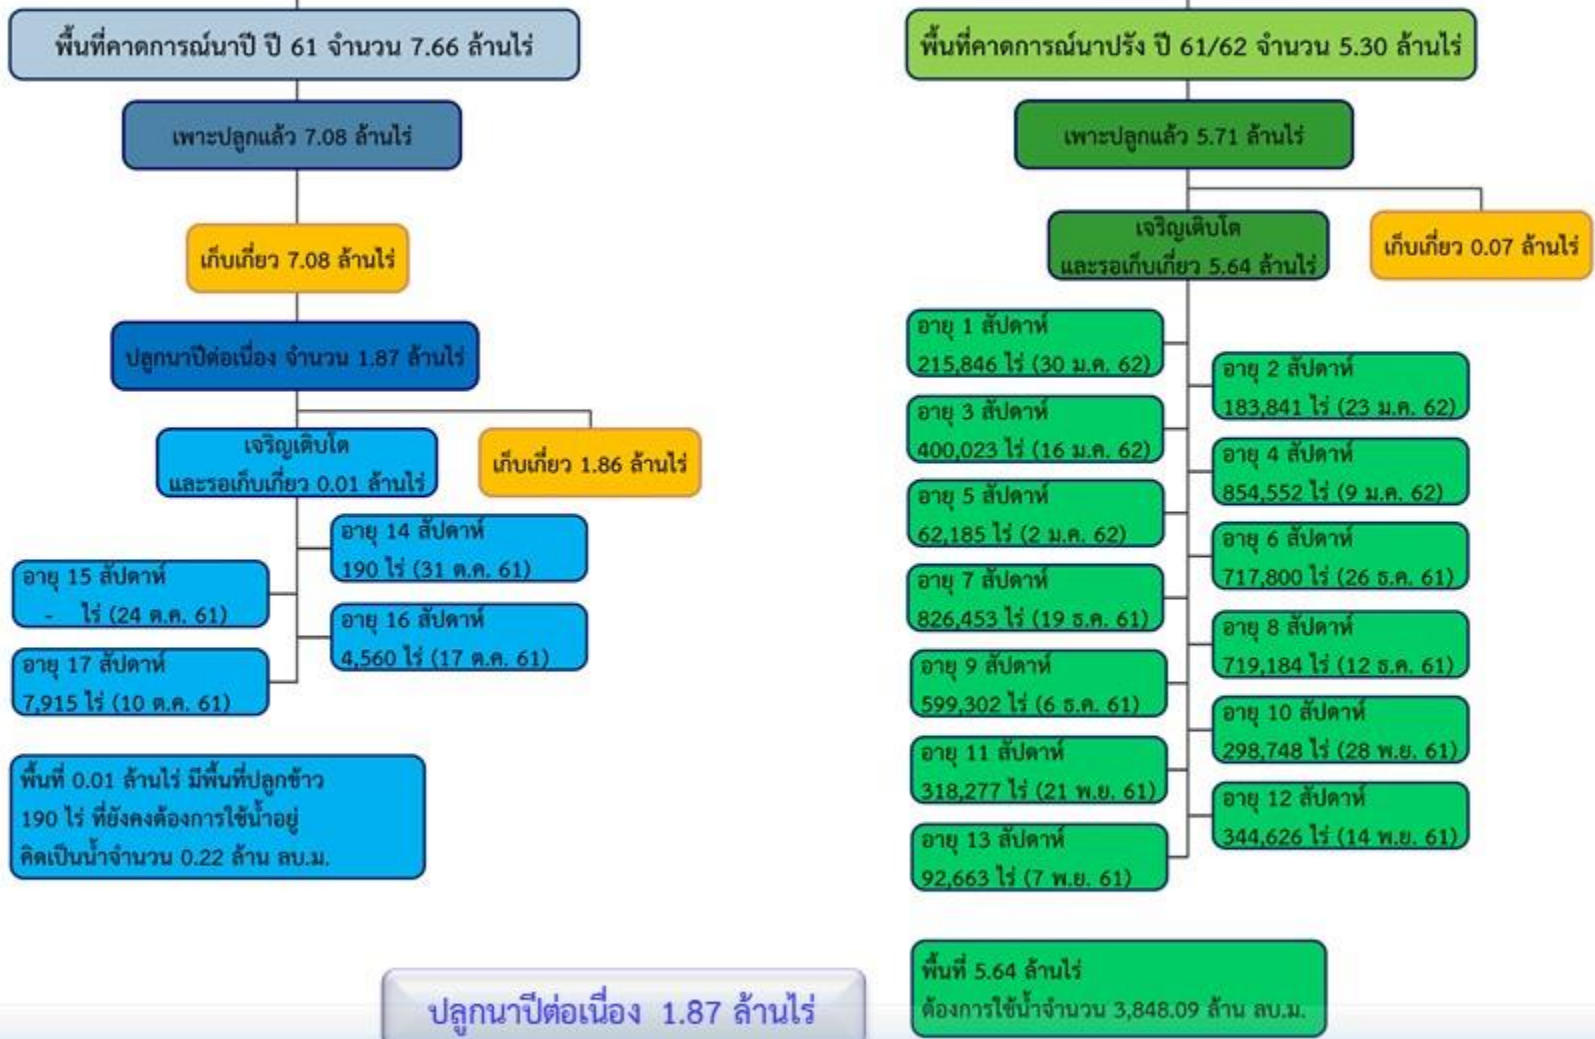 พื้นที่คาดการณ์นาปี ปี 61 จำนวน 7.66 ล้านไร่
เพาะปลูกแล้ว 7.08 ล้านไร่
เก็บเกี่ยว 7.08 ล้านไร่
ปลูกนาปีต่อเนื่อง จำนวน 1.87 ล้านไร่
เจริญเติบโต
และรอเก็บเกี่ยว 0.01 ล้านไร่
เก็บเกี่ยว 1.86 ล้านไร่
อายุ 14 สัปดาห์
190 ไร่ (31 ต.ค. 61)
อายุ 15 สัปดาห์
- ไร่ (24 ต.ค. 61)
อายุ 16 สัปดาห์
4,560 ไร่ (17 ต.ค. 61)
อายุ 17 สัปดาห์
7,915 ไร่ (10 ต.ค. 61)
พื้นที่ 0.01 ล้านไร่ มีพื้นที่ปลูกข้าว
190 ไร่ ที่ยังคงต้องการใช้น้ำอยู่
คิดเป็นน้ำจำนวน 0.22 ล้าน ลบ.ม.
พื้นที่คาดการณ์นาปรัง ปี 61/62 จำนวน 5.30 ล้านไร่
เพาะปลูกแล้ว 5.71 ล้านไร่
เจริญเติบโต
และรอเก็บเกี่ยว 5.64 ล้านไร่
เก็บเกี่ยว 0.07 ล้านไร่
อายุ 1 สัปดาห์
215,846 ไร่ (30 ม.ค. 62)
อายุ 2 สัปดาห์
183,841 ไร่ (23 ม.ค. 62)
อายุ 3 สัปดาห์
400,023 ไร่ (16 ม.ค. 62)
อายุ 4 สัปดาห์
854,552 ไร่ (9 ม.ค. 62)
อายุ 5 สัปดาห์
62,185 ไร่ (2 ม.ค. 62)
อายุ 6 สัปดาห์
717,800 ไร่ (26 ธ.ค. 61)
อายุ 7 สัปดาห์
826,453 ไร่ (19 ธ.ค. 61)
อายุ 8 สัปดาห์
719,184 ไร่ (12 ธ.ค. 61)
อายุ 9 สัปดาห์
599,302 ไร่ (6 ธ.ค. 61)
อายุ 10 สัปดาห์
298,748 ไร่ (28 พ.ย. 61)
อายุ 11 สัปดาห์
318,277 ไร่ (21 พ.ย. 61)
อายุ 12 สัปดาห์
344,626 ไร่ (14 พ.ย. 61)
อายุ 13 สัปดาห์
92,663 ไร่ (7 พ.ย. 61)
พื้นที่ 5.64 ล้านไร่
ต้องการใช้น้ำจำนวน 3,848.09 ล้าน ลบ.ม.
ปลูกนาปีต่อเนื่อง 1.87 ล้านไร่